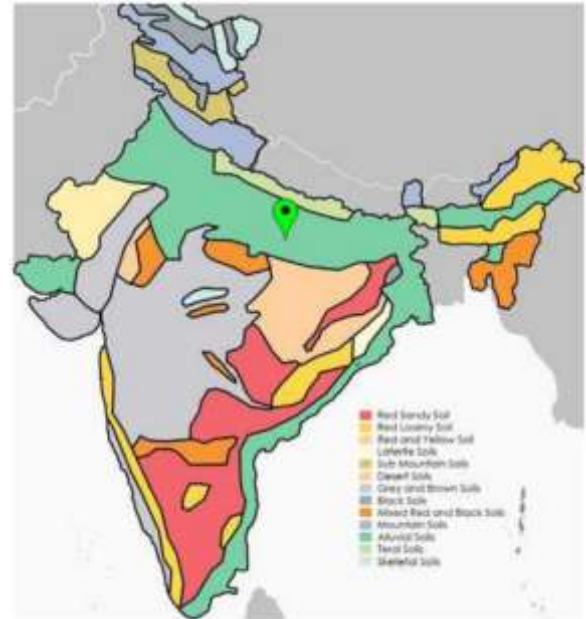 Red Sandy Soil
Red Loamy Soil
Red and Yellow Soil
Laterite Soils
Sub Mountain Soils
Desert Soils
Grey and Brown Soils
Black Soils
Mixed Red and Black Soils
Mountain Soils
Alluvial Soils
Terai Soils
Skeletal Soils